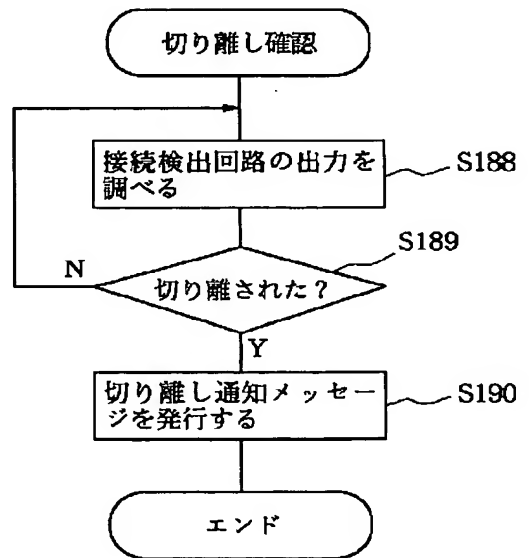 切り離し確認
接続検出回路の出力を
調べる
S188
S189
N
切り離された？
Y
切り離し通知メッセー
ジを発行する
S190
エンド